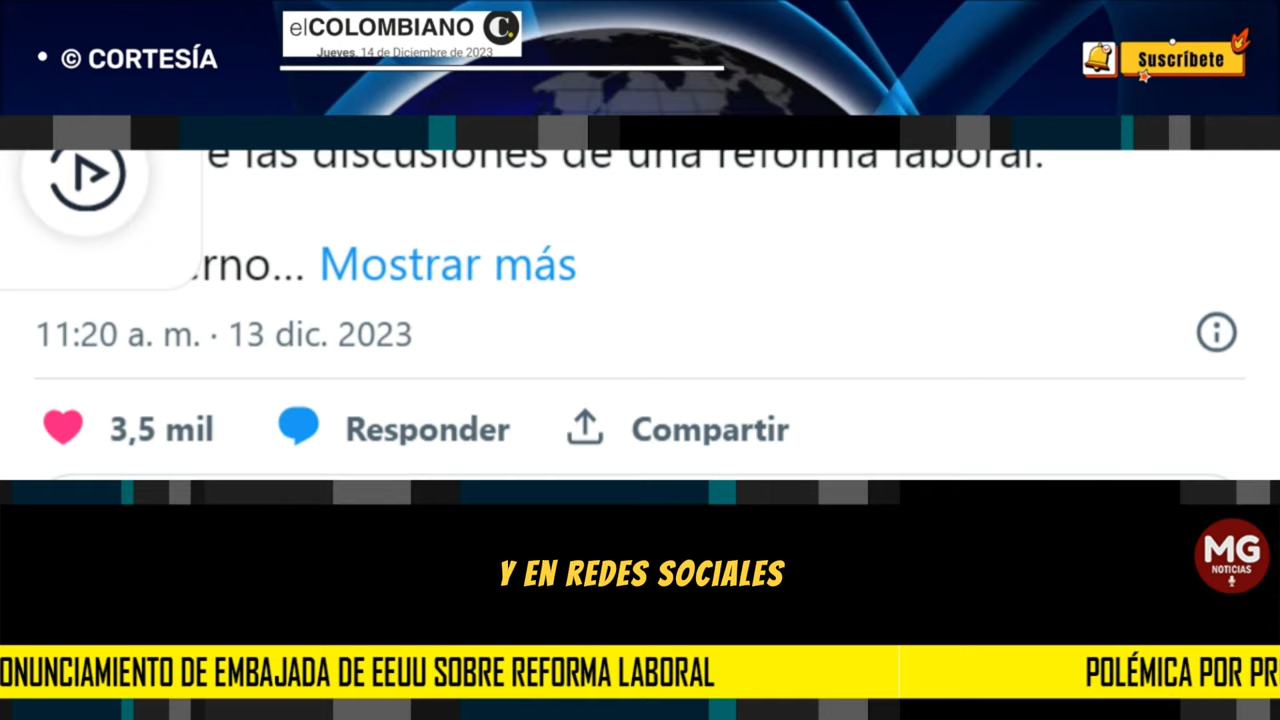 • © CORTESÍA
elCOLOMBIANO C.
Jueves, 14 de Diciembre de 2023
Suscríbete
e las discusiones de una reforma laboral.
erno... Mostrar más
11:20 a. m. · 13 dic. 2023
3,5 mil Responder Compartir
Y EN REDES SOCIALES
MG
NOTICIAS
ONUNCIAMIENTO DE EMBAJADA DE EEUU SOBRE REFORMA LABORAL
POLÉMICA POR PR